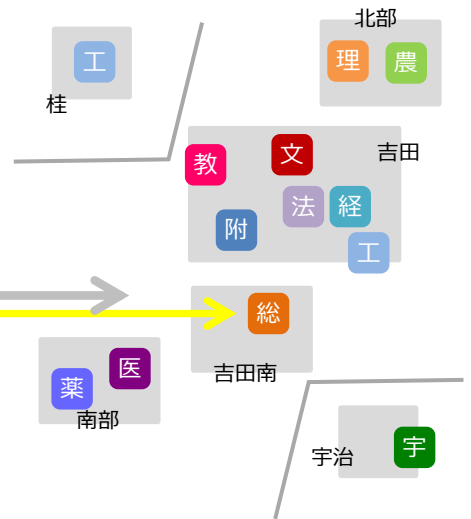 北部
理
農
工
桂
吉田
教
文
法
経
附
工
総
吉田南
医
薬
南部
宇治
宇